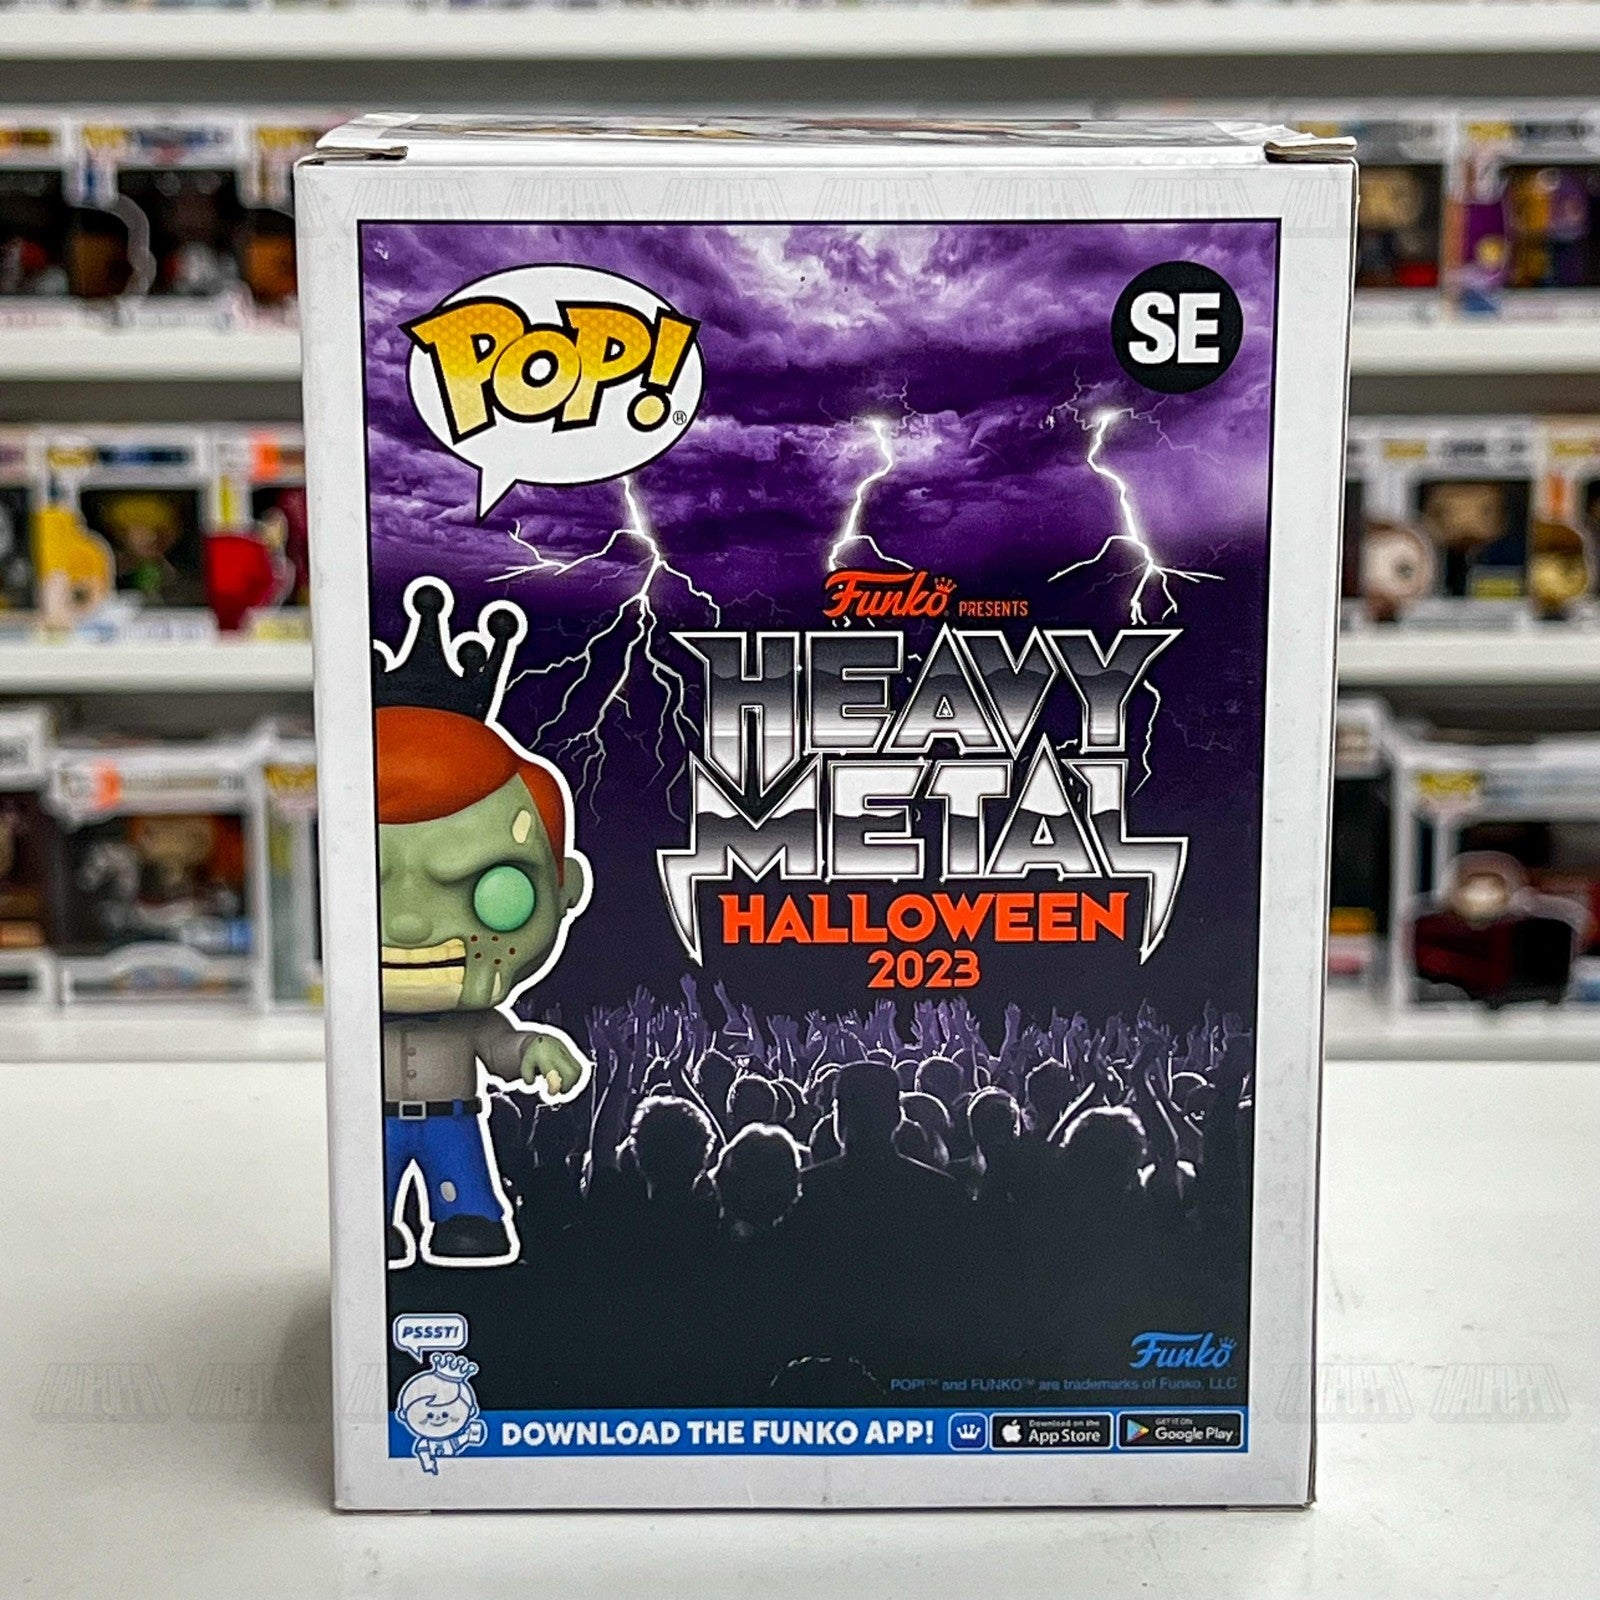 POP!®
SE
Funko PRESENTS
HEAVY
METAL
HALLOWEEN
2023
PSSST!
Funko
POP!™ and FUNKO™ are trademarks of Funko, LLC
DOWNLOAD THE FUNKO APP!
Download on the
App Store
GET IT ON
Google Play